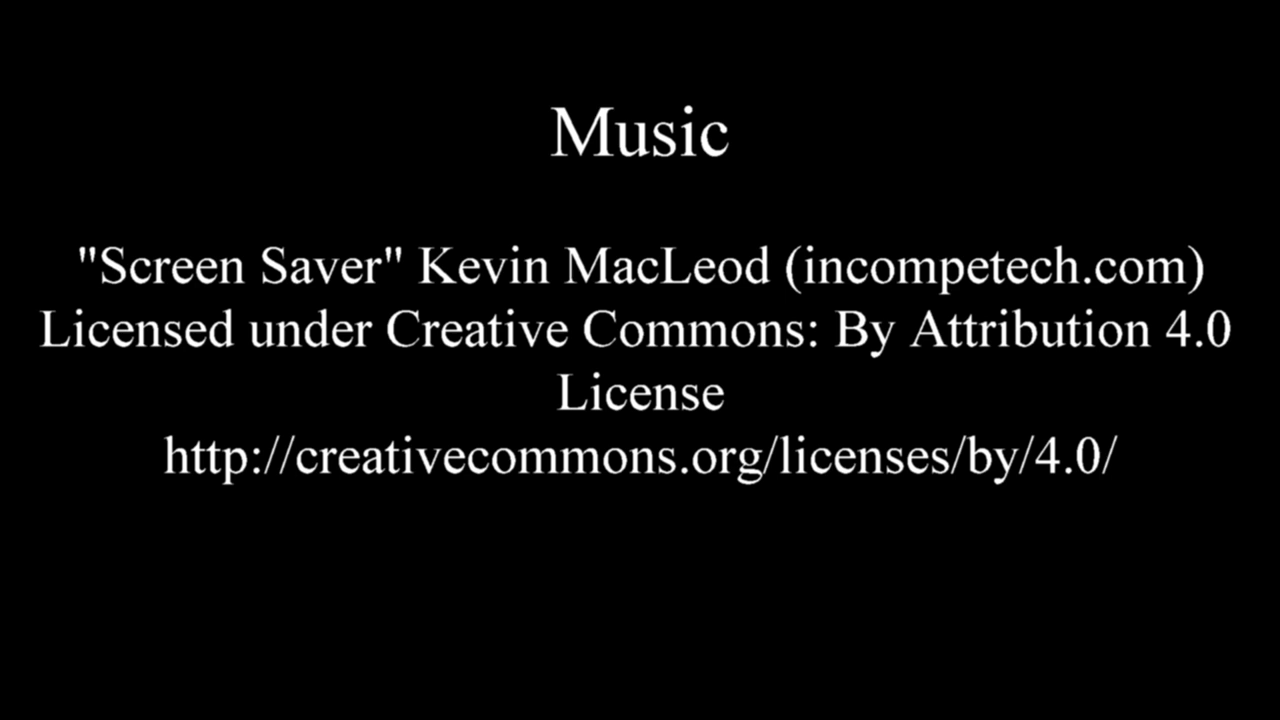 Music
"Screen Saver" Kevin MacLeod (incompetech.com)
Licensed under Creative Commons: By Attribution 4.0
License
http://creativecommons.org/licenses/by/4.0/